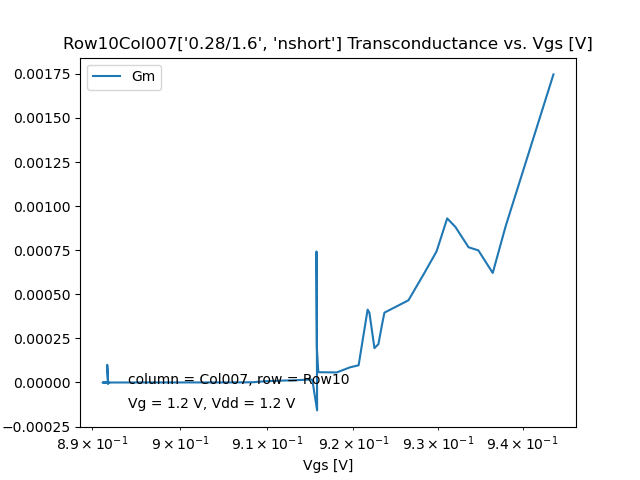 Row10Col007['0.28/1.6', 'nshort'] Transconductance vs. Vgs [V]
Gm
0.00175
0.00150
0.00125
0.00100
0.00075
0.00050
0.00025
0.00000
−0.00025
column = Col007, row = Row10
Vg = 1.2 V, Vdd = 1.2 V
8.9 × 10⁻¹ 9 × 10⁻¹ 9.1 × 10⁻¹ 9.2 × 10⁻¹ 9.3 × 10⁻¹ 9.4 × 10⁻¹
Vgs [V]